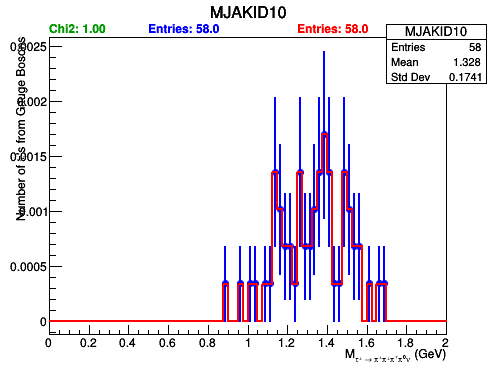 MJAKID10
Chi2: 1.00 Entries: 58.0 Entries: 58.0
MJAKID10
Entries 58
Mean 1.328
Std Dev 0.1741
Number of s from Gauge Bosons
0.0025
0.002
0.0015
0.001
0.0005
0
0 0.2 0.4 0.6 0.8 1 1.2 1.4 1.6 1.8 2
(GeV)